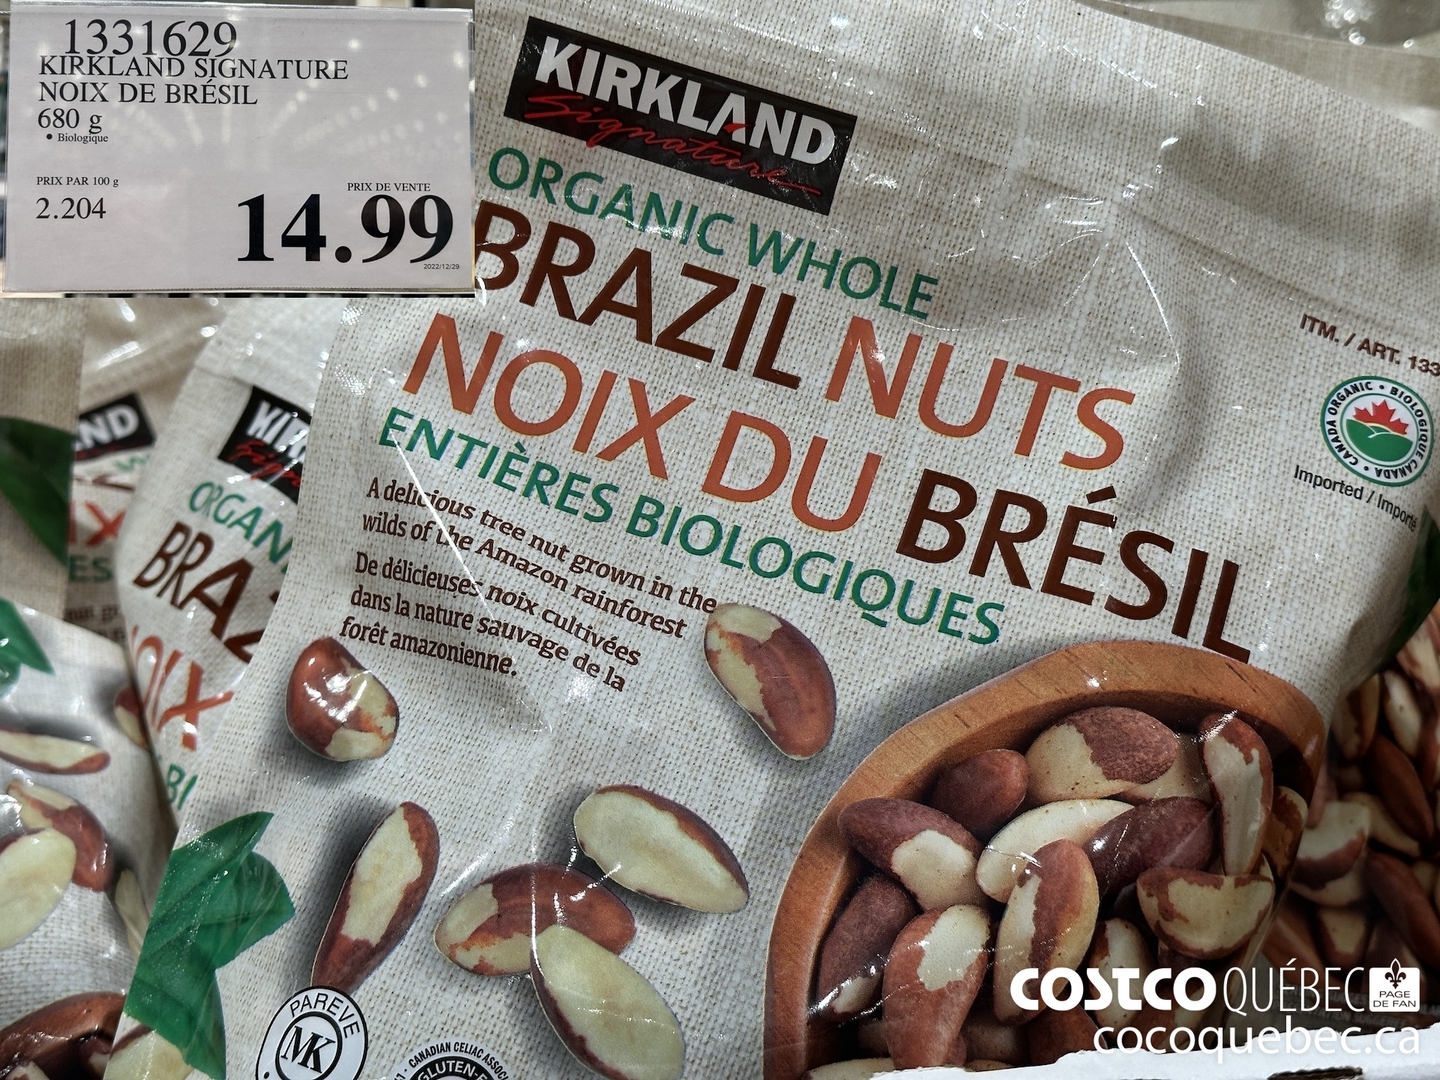 1331629
KIRKLAND SIGNATURE
NOIX DE BRÉSIL
680 g
• Biologique
PRIX PAR 100 g
2.204
PRIX DE VENTE
14.99
2022/12/29
KIRKLAND
Signature
ORGANIC WHOLE
BRAZIL NUTS
NOIX DU BRÉSIL
ENTIÈRES BIOLOGIQUES
A delicious tree nut grown in the
wilds of the Amazon rainforest
De délicieuses noix cultivées
dans la nature sauvage de la
forêt amazonienne.
ITM. / ART. 133
CANADA ORGANIC • BIOLOGIQUE CANADA •
Imported / Importé
PAREVE
MK
CANADIAN CELIAC
GLUTEN-F
COSTCO QUÉBEC
PAGE
DE FAN
cocoquebec.ca